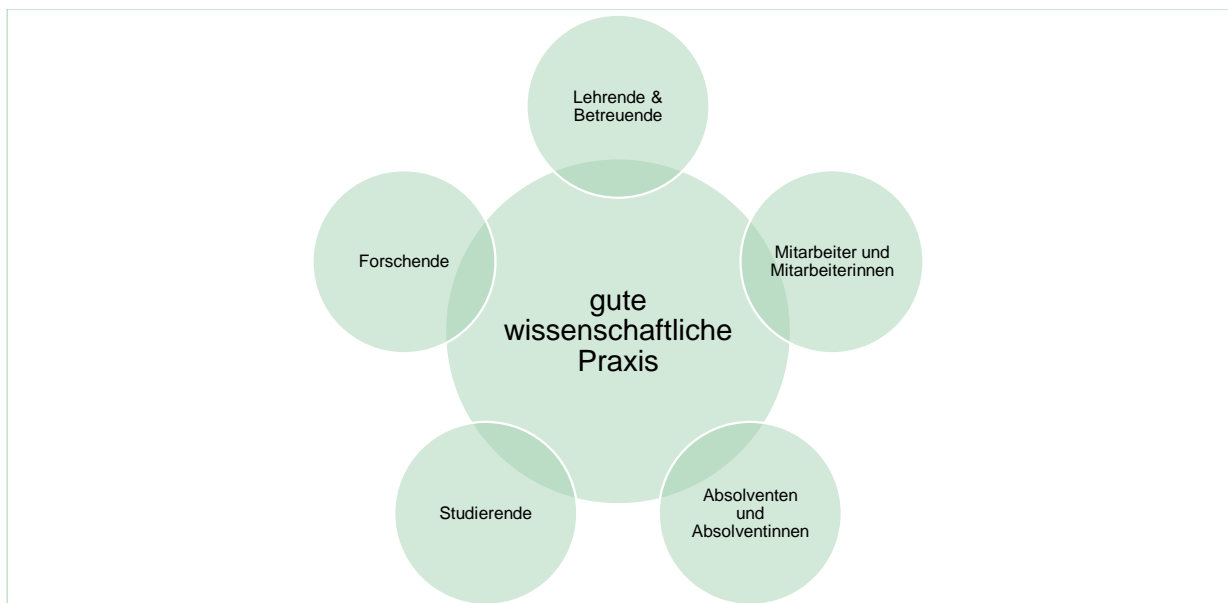 Lehrende &
Betreuende
Forschende
Mitarbeiter und
Mitarbeiterinnen
gute
wissenschaftliche
Praxis
Studierende
Absolventen
und
Absolventinnen